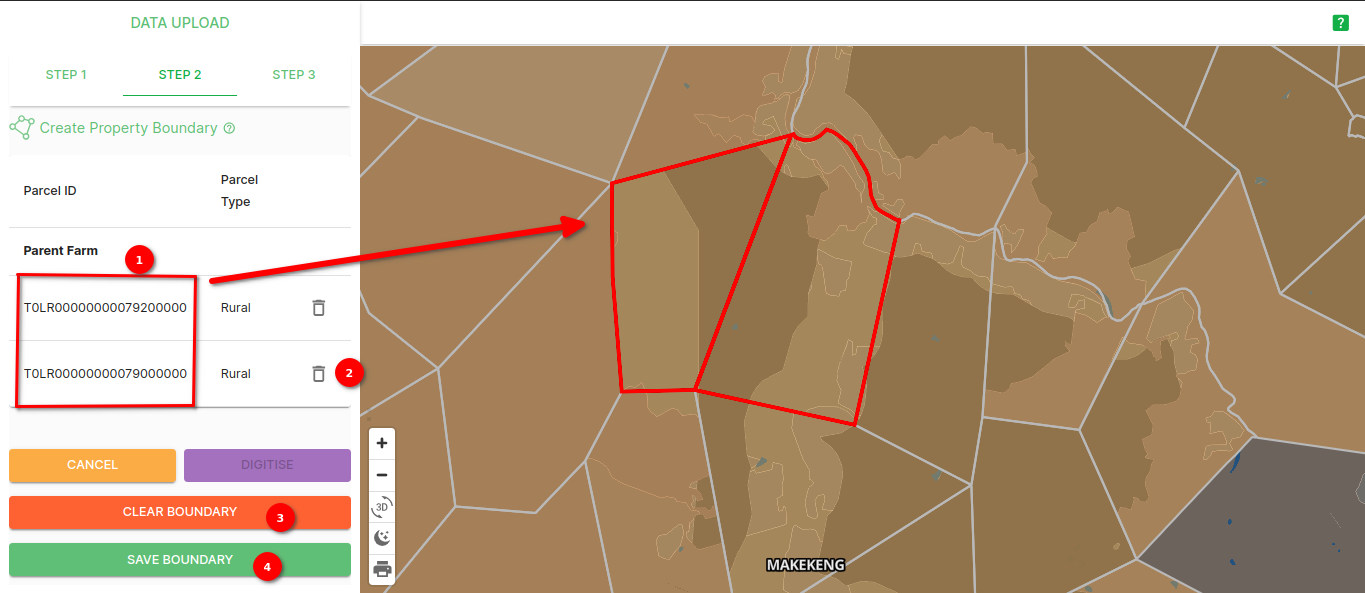 DATA UPLOAD
?
STEP 1 STEP 2 STEP 3
Create Property Boundary ?
Parcel ID Parcel
Type
Parent Farm
1
T0LR00000000079200000 Rural
T0LR00000000079000000 Rural
2
CANCEL DIGITISE
CLEAR BOUNDARY
3
SAVE BOUNDARY
4
+
−
3D
MAKEKENG